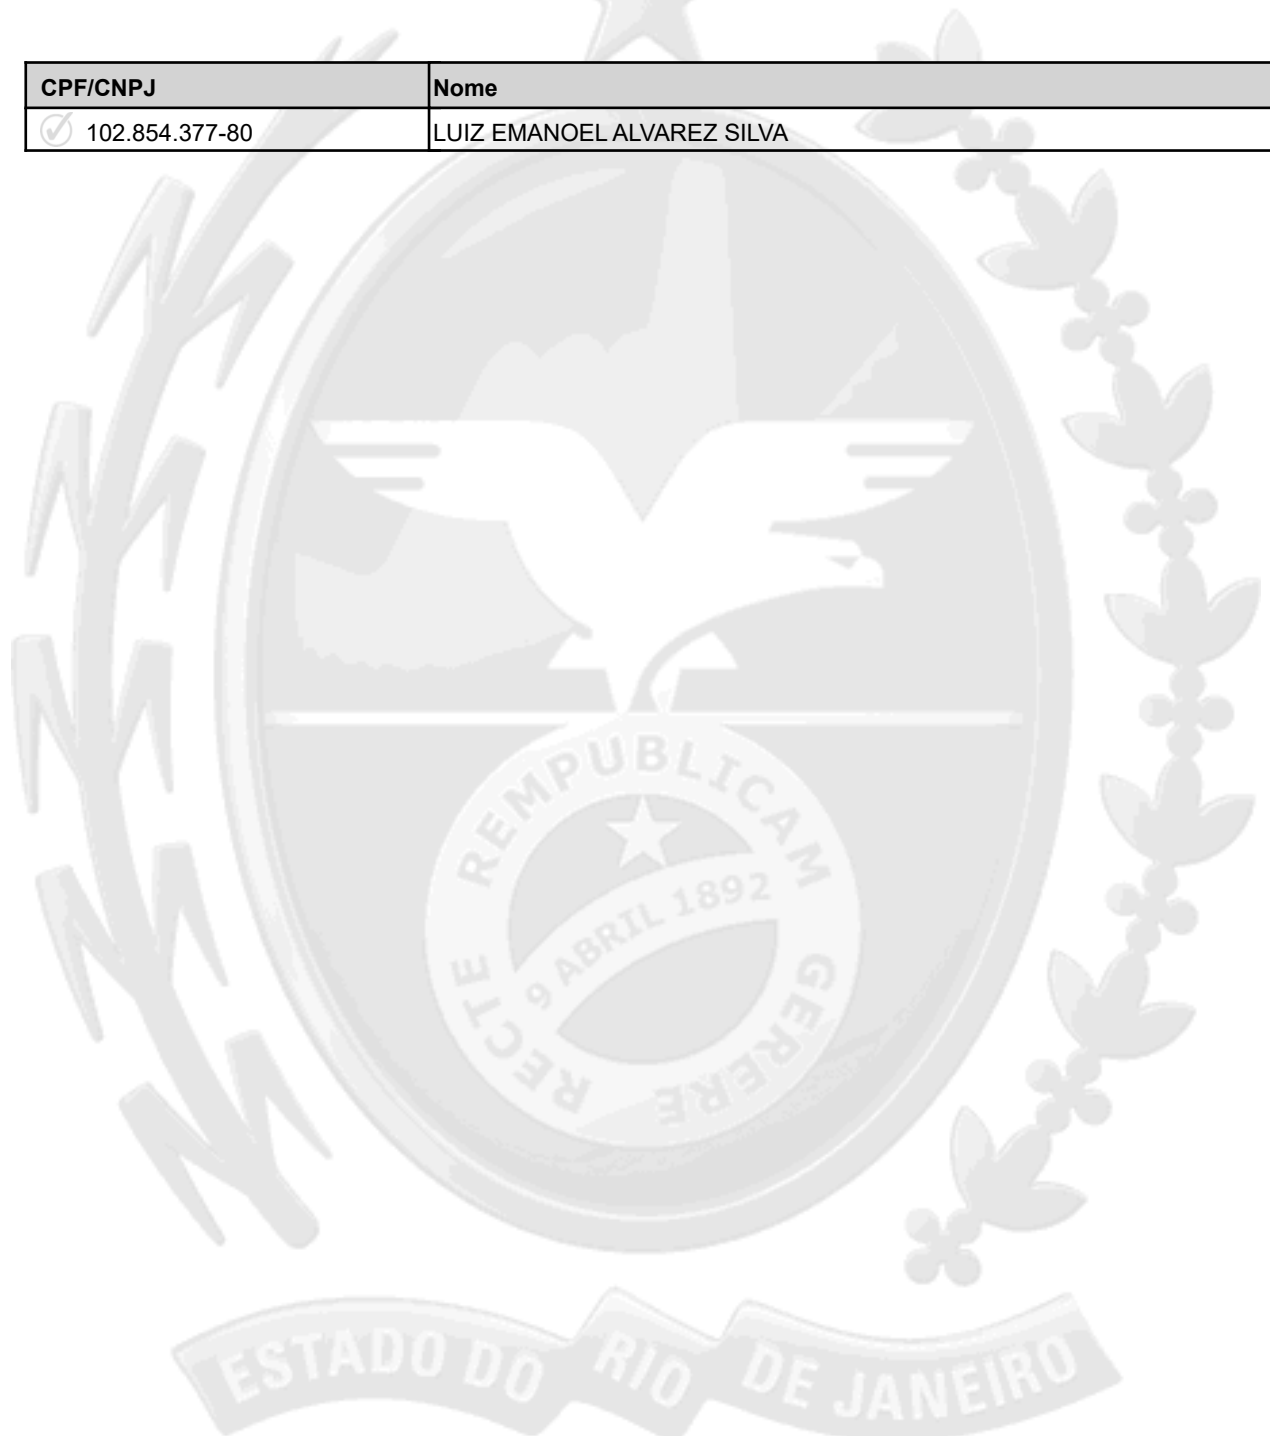 CPF/CNPJ Nome
102.854.377-80 LUIZ EMANOEL ALVAREZ SILVA
REMPUBLICAM
9 ABRIL 1892
RECTE GERERE
ESTADO DO RIO DE JANEIRO